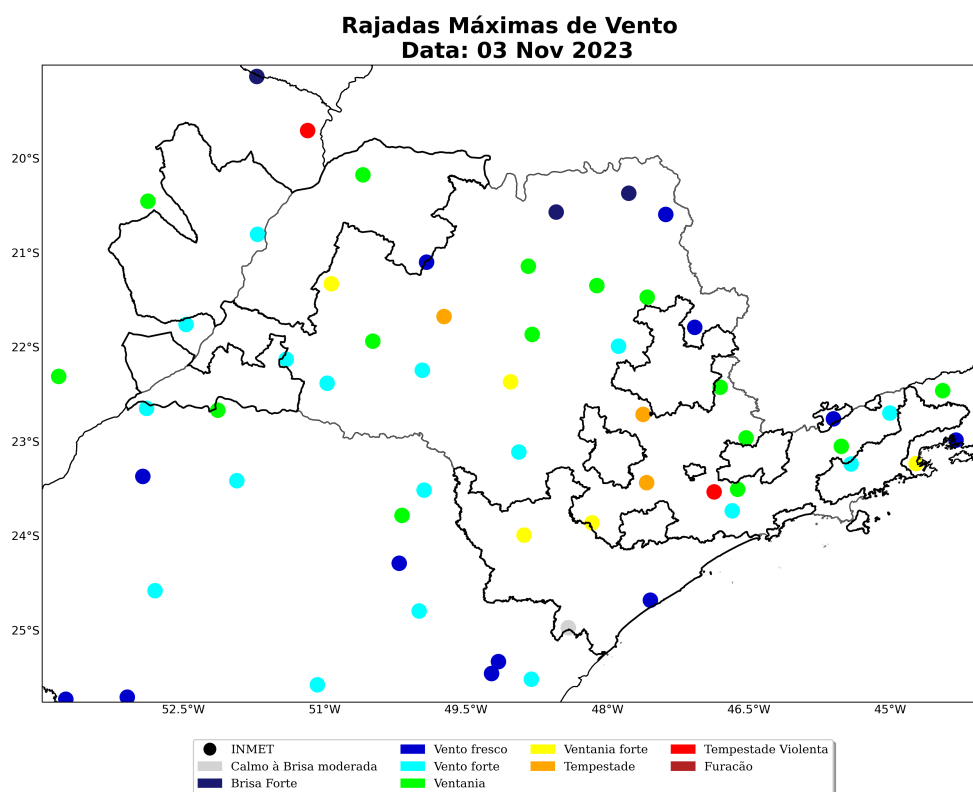 Rajadas Máximas de Vento
Data: 03 Nov 2023
20°S
21°S
22°S
23°S
24°S
25°S
52.5°W 51°W 49.5°W 48°W 46.5°W 45°W
INMET Vento fresco Ventania forte Tempestade Violenta
Calmo à Brisa moderada Vento forte Tempestade Furacão
Brisa Forte Ventania